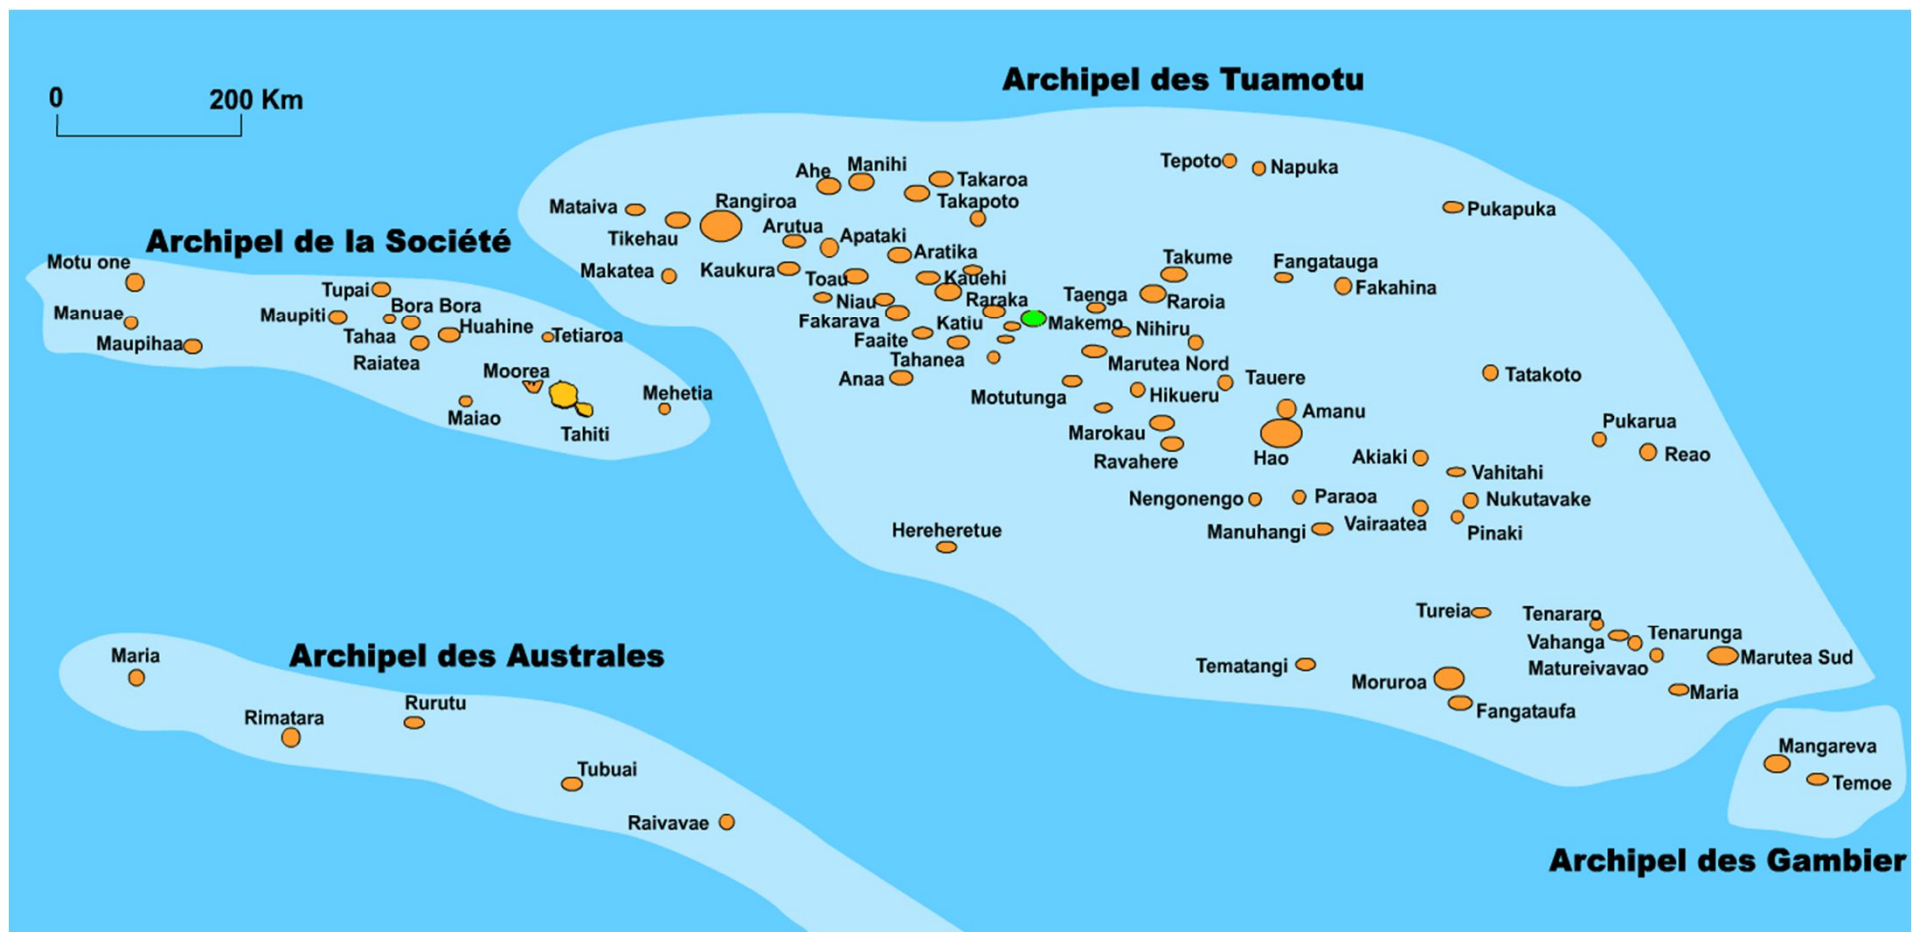 Archipel des Tuamotu
0 200 Km
Tepoto
Napuka
Ahe
Manihi
Takaroa
Takapoto
Mataiva
Rangiroa
Pukapuka
Tikehau
Arutua
Apataki
Aratika
Archipel de la Société
Motu one
Makatea
Kaukura
Toau
Kauehi
Takume
Fangatauga
Fakahina
Tupai
Bora Bora
Niau
Raraka
Taenga
Raroia
Manuae
Maupiti
Huahine
Fakarava
Katiu
Makemo
Nihiru
Maupihaa
Tahaa
Tetiaroa
Faaite
Raiatea
Tahanea
Marutea Nord
Moorea
Anaa
Tauere
Tatakoto
Mehetia
Motutunga
Hikueru
Maiao
Amanu
Tahiti
Marokau
Pukarua
Ravahere
Hao
Akiaki
Reao
Vahitahi
Nengonengo
Paraoa
Nukutavake
Hereheretue
Manuhangi
Vairaatea
Pinaki
Tureia
Tenararo
Vahanga
Tenarunga
Maria
Archipel des Australes
Tematangi
Matureivavao
Marutea Sud
Moruroa
Maria
Rurutu
Rimatara
Fangataufa
Mangareva
Tubuai
Temoe
Raivavae
Archipel des Gambier